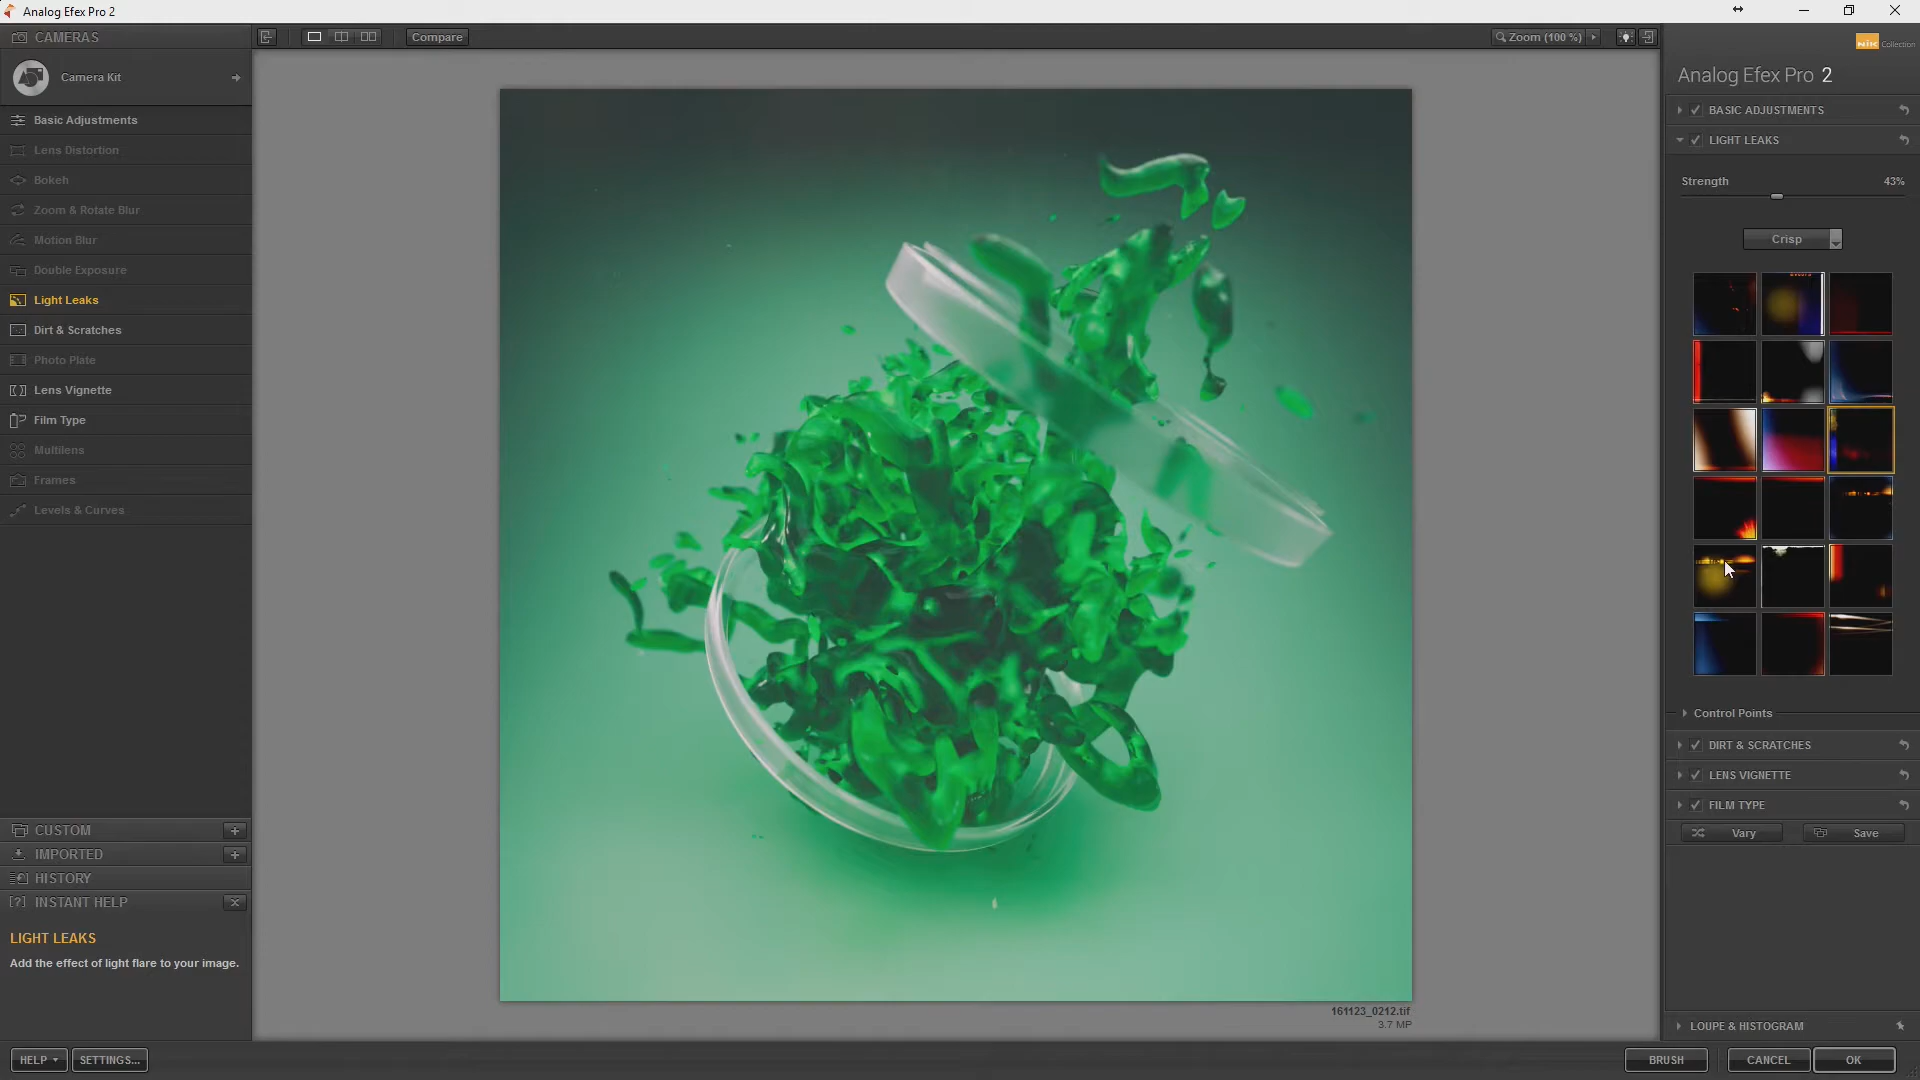 Analog Efex Pro 2
CAMERAS
Camera Kit
Basic Adjustments
Lens Distortion
Bokeh
Zoom & Rotate Blur
Motion Blur
Double Exposure
Light Leaks
Dirt & Scratches
Photo Plate
Lens Vignette
Film Type
Multilens
Frames
Levels & Curves
CUSTOM
IMPORTED
HISTORY
[?] INSTANT HELP
LIGHT LEAKS
Add the effect of light flare to your image.
HELP
SETTINGS...
Compare
Zoom (100 %)
161123_0212.tif
3.7 MP
NIK Collection
Analog Efex Pro 2
BASIC ADJUSTMENTS
LIGHT LEAKS
Strength 43%
Crisp
Control Points
DIRT & SCRATCHES
LENS VIGNETTE
FILM TYPE
Vary Save
LOUPE & HISTOGRAM
BRUSH CANCEL OK